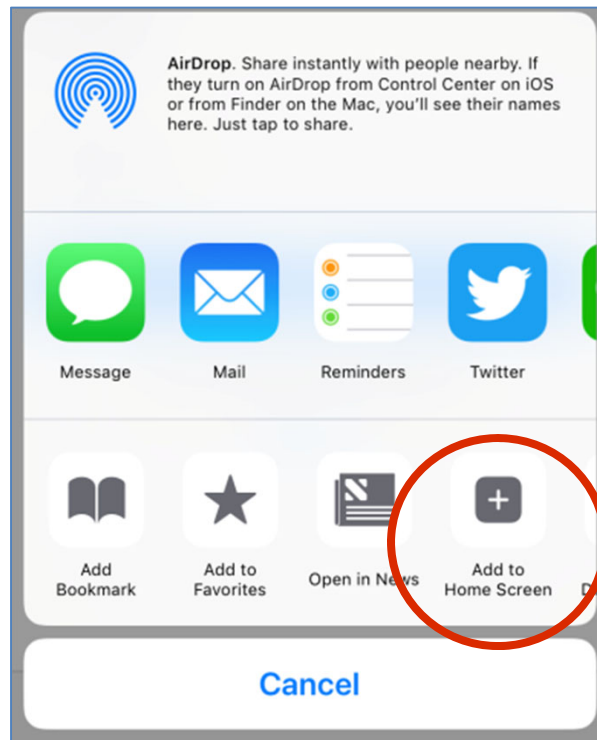 AirDrop. Share instantly with people nearby. If
they turn on AirDrop from Control Center on iOS
or from Finder on the Mac, you'll see their names
here. Just tap to share.
Message Mail Reminders Twitter
Add Bookmark
Add to Favorites
Open in News
Add to Home Screen
Cancel